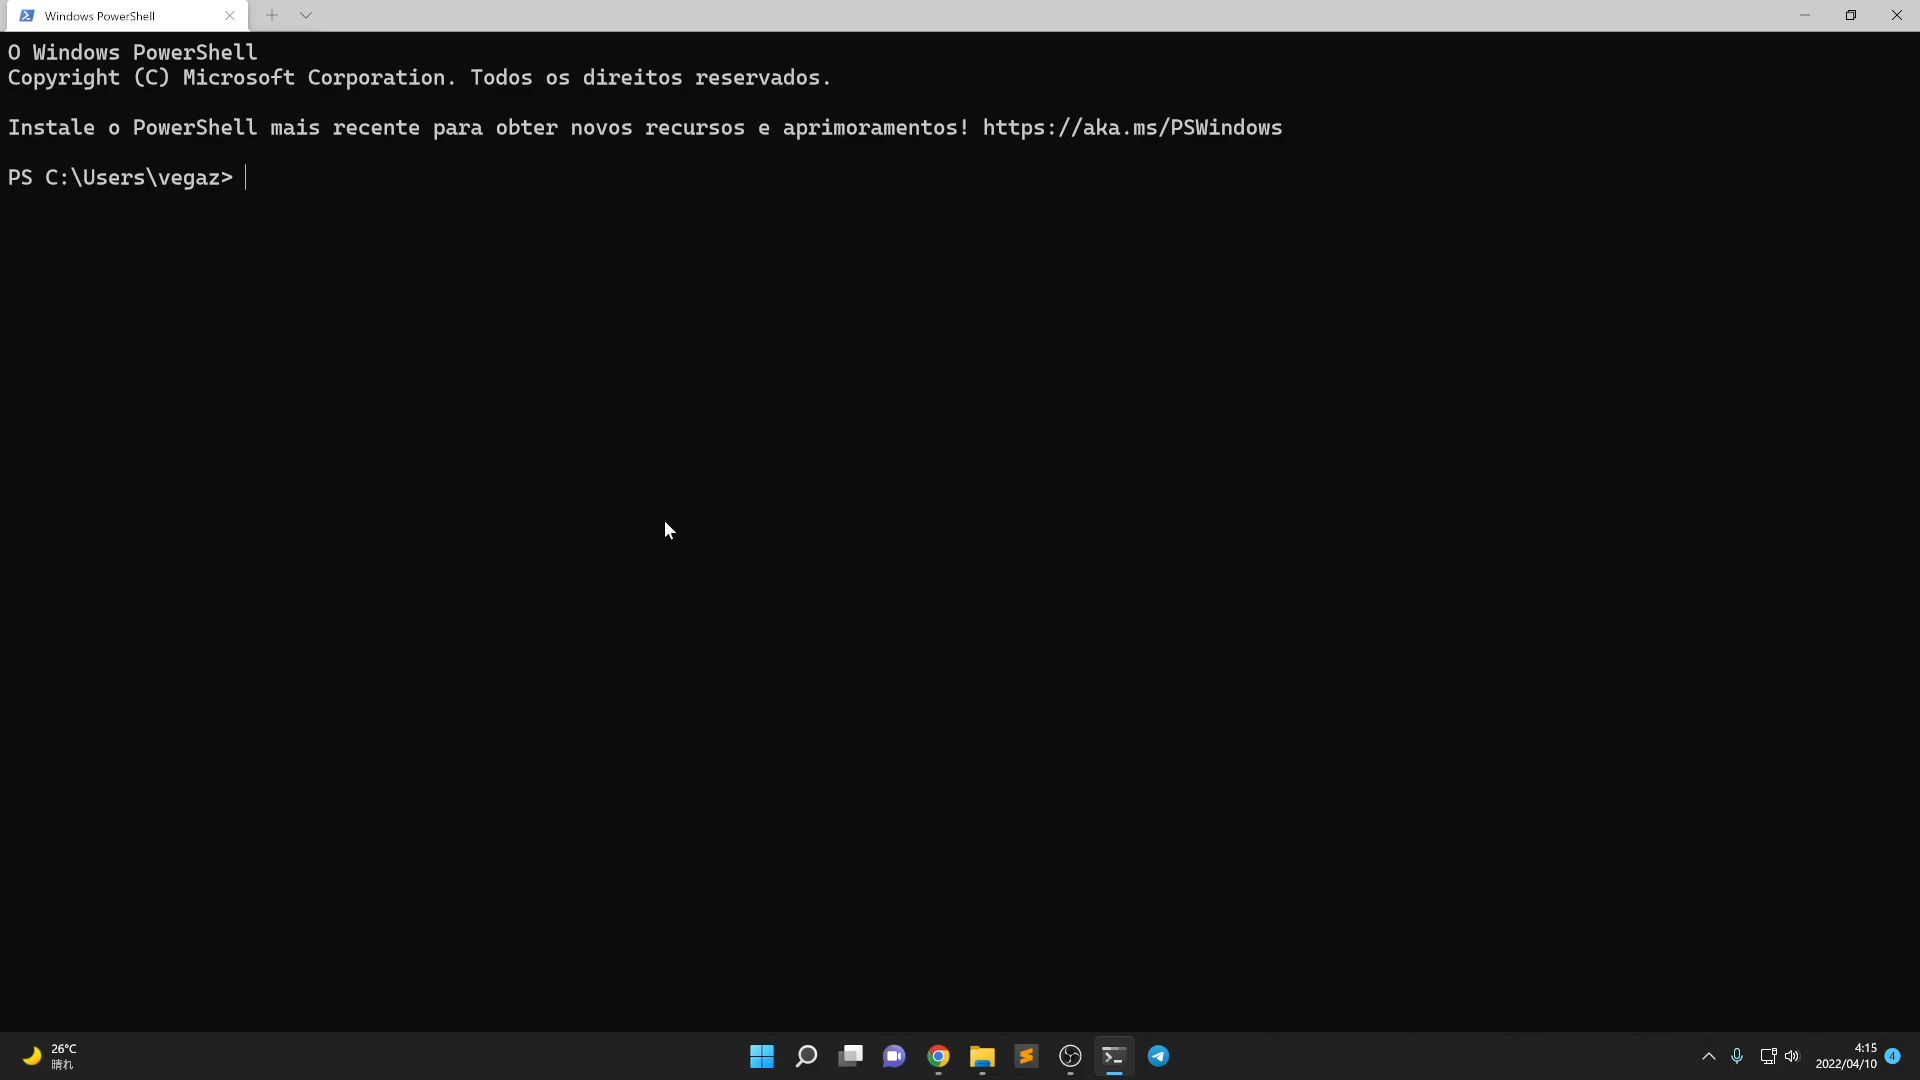 Windows PowerShell
O Windows PowerShell
Copyright (C) Microsoft Corporation. Todos os direitos reservados.
Instale o PowerShell mais recente para obter novos recursos e aprimoramentos! https://aka.ms/PSWindows
PS C:\Users\vegaz>
26°C
晴れ
4:15
2022/04/10
4